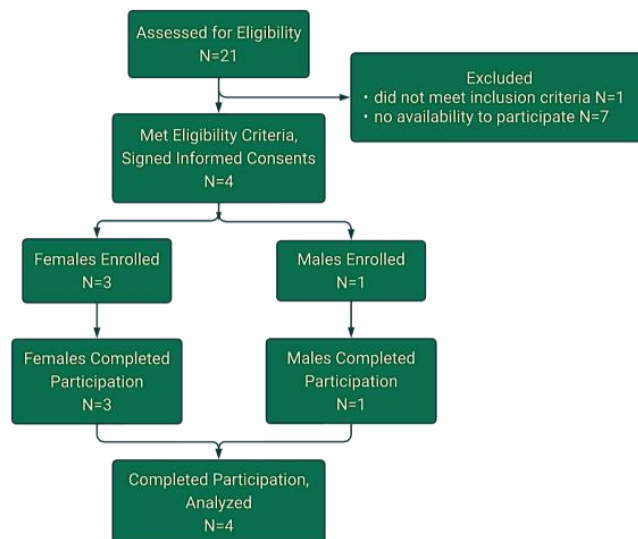 Assessed for Eligibility
N=21
Excluded
• did not meet inclusion criteria N=1
• no availability to participate N=7
Met Eligibility Criteria,
Signed Informed Consents
N=4
Females Enrolled
N=3
Males Enrolled
N=1
Females Completed
Participation
N=3
Males Completed
Participation
N=1
Completed Participation,
Analyzed
N=4